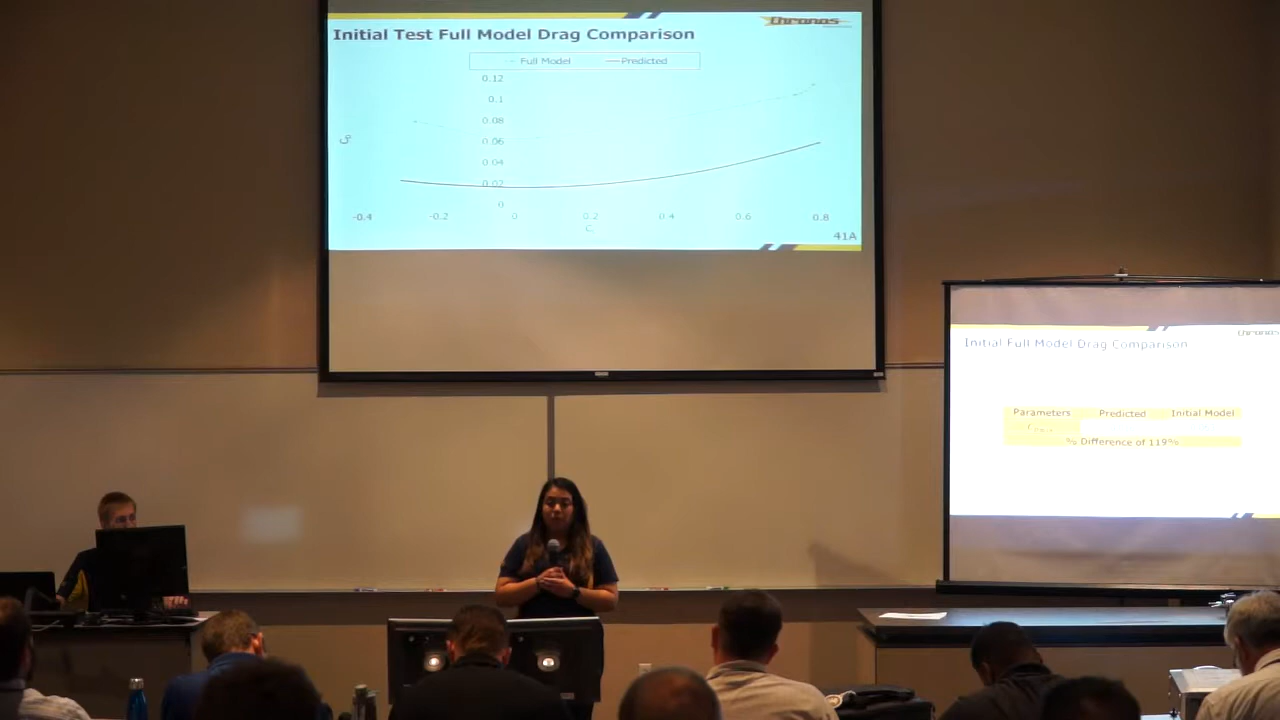 Chronos
Initial Test Full Model Drag Comparison
Full Model Predicted
0.12
0.1
0.08
0.06
0.04
0.02
0
-0.4 -0.2 0 0.2 0.4 0.6 0.8
41A
Chronos
Initial Full Model Drag Comparison
Parameters Predicted Initial Model
% Difference of 119%